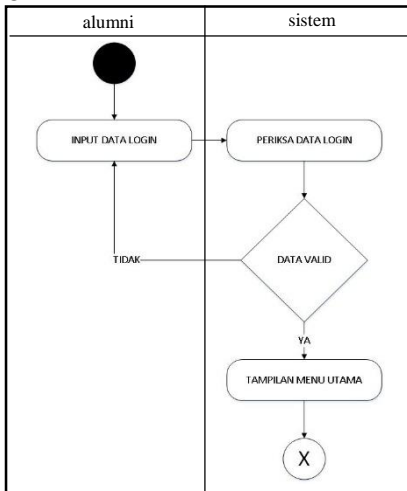 alumni
sistem
INPUT DATA LOGIN
PERIKSA DATA LOGIN
TIDAK
DATA VALID
YA
TAMPILAN MENU UTAMA
X